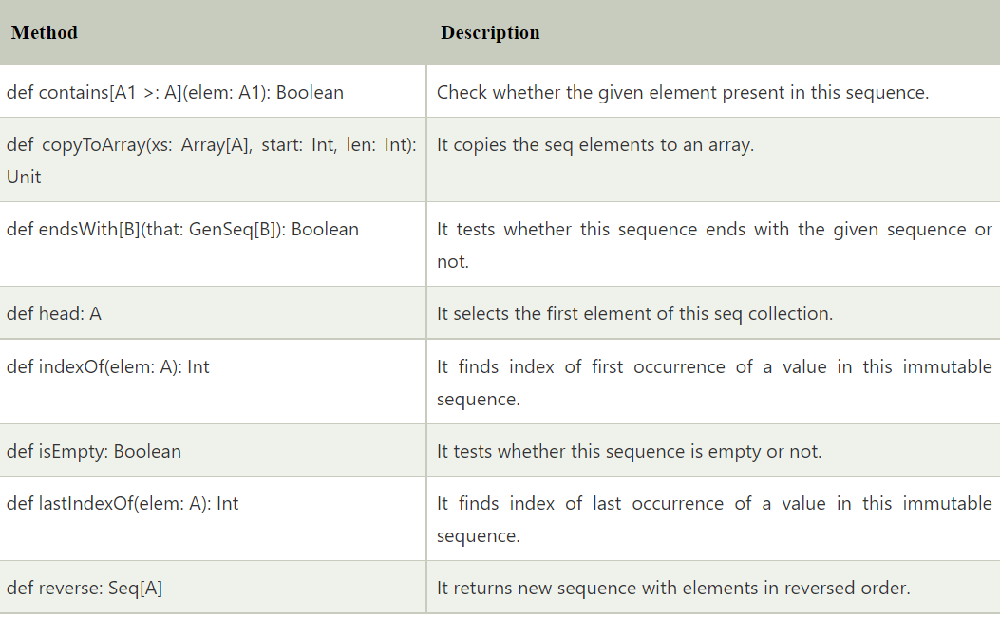 Method Description
def contains[A1 >: A](elem: A1): Boolean Check whether the given element present in this sequence.
def copyToArray(xs: Array[A], start: Int, len: Int): It copies the seq elements to an array.
Unit
def endsWith[B](that: GenSeq[B]): Boolean It tests whether this sequence ends with the given sequence or
not.
def head: A It selects the first element of this seq collection.
def indexOf(elem: A): Int It finds index of first occurrence of a value in this immutable
sequence.
def isEmpty: Boolean It tests whether this sequence is empty or not.
def lastIndexOf(elem: A): Int It finds index of last occurrence of a value in this immutable
sequence.
def reverse: Seq[A] It returns new sequence with elements in reversed order.